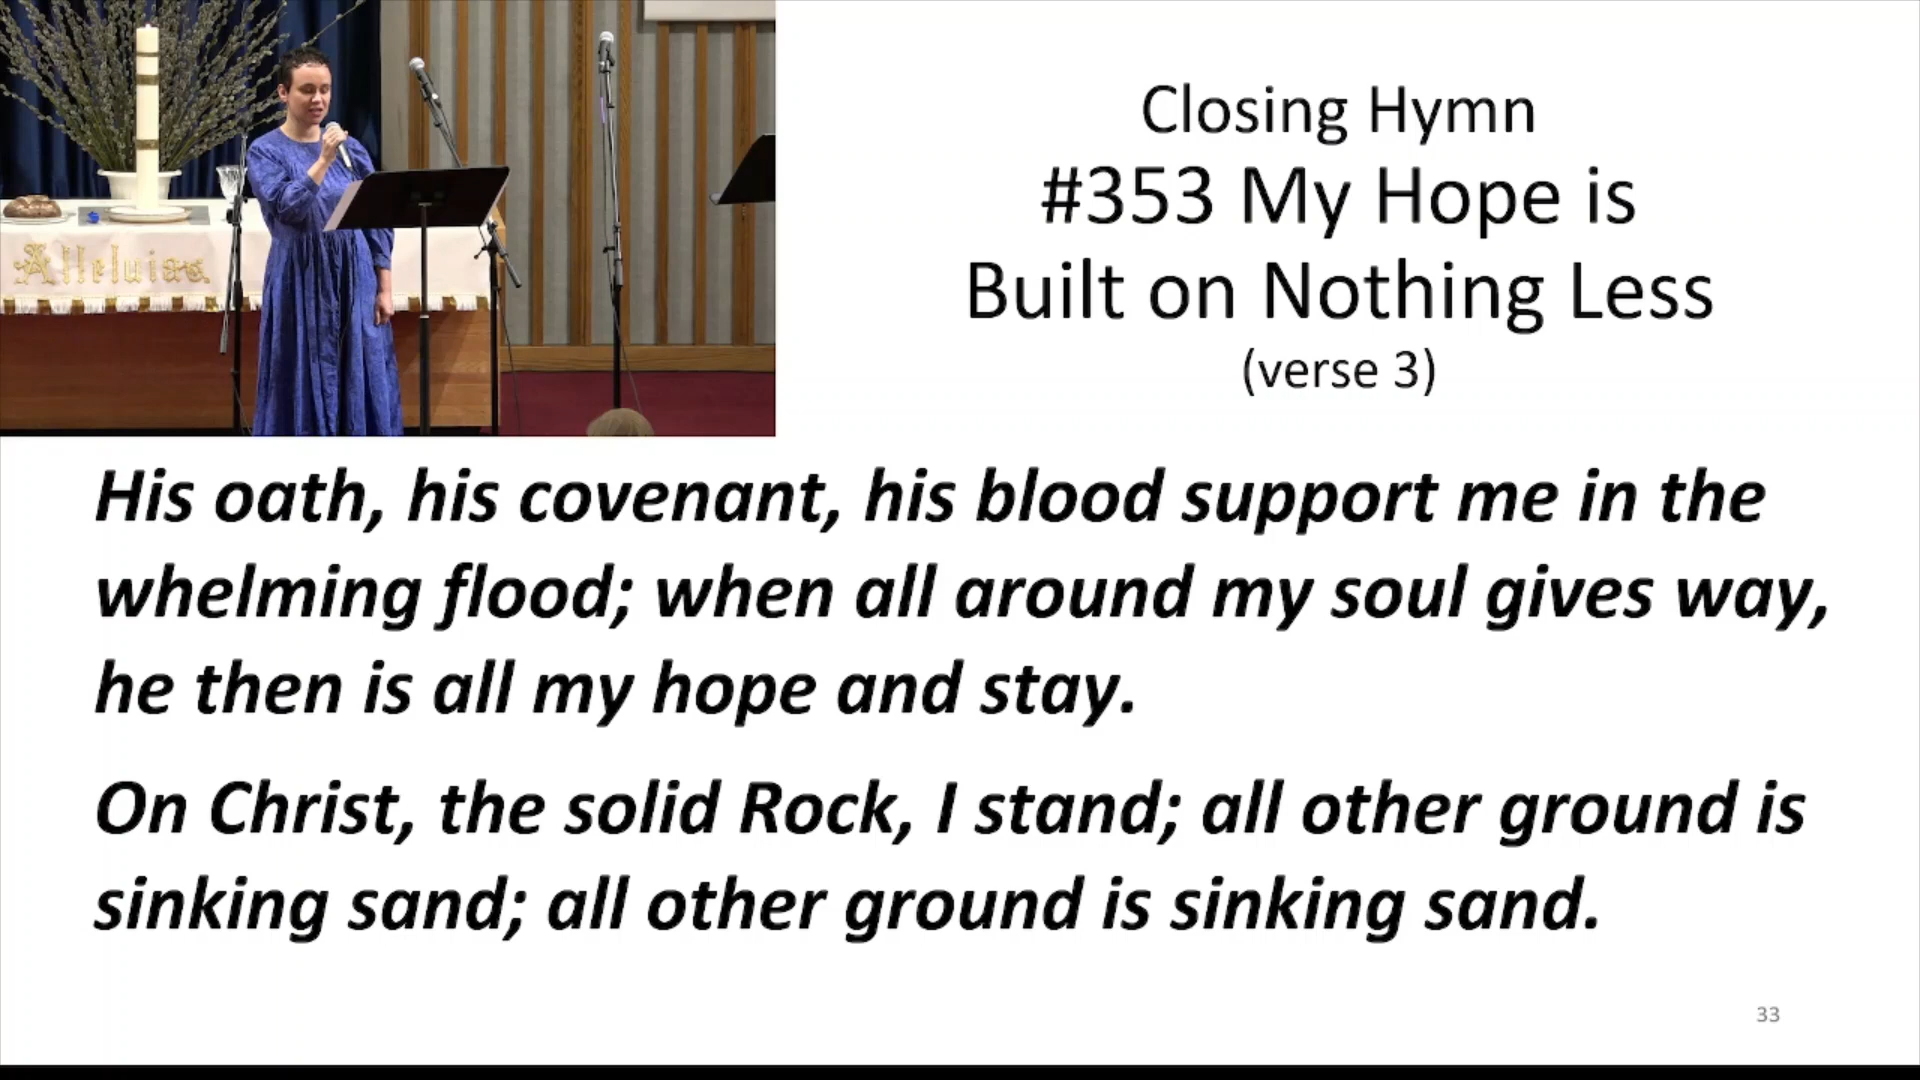 Alleluias
Closing Hymn
#353 My Hope is
Built on Nothing Less
(verse 3)
His oath, his covenant, his blood support me in the
whelming flood; when all around my soul gives way,
he then is all my hope and stay.
On Christ, the solid Rock, I stand; all other ground is
sinking sand; all other ground is sinking sand.
33